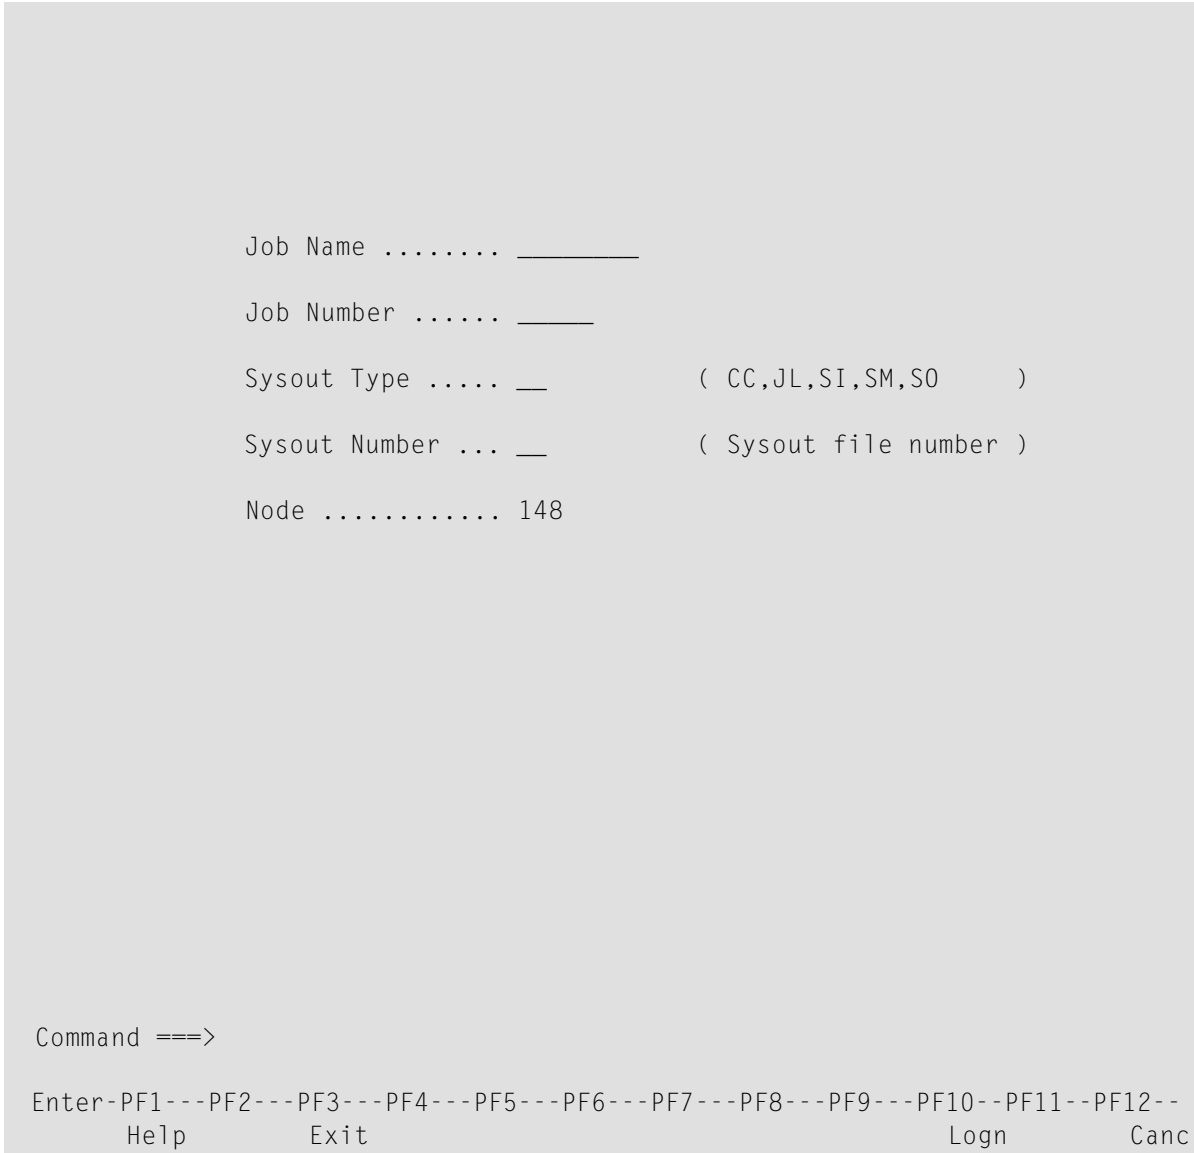 Job Name ........ ________
Job Number ...... _____
Sysout Type ..... __ ( CC,JL,SI,SM,SO )
Sysout Number ... __ ( Sysout file number )
Node ............ 148
Command ===>
Enter-PF1---PF2---PF3---PF4---PF5---PF6---PF7---PF8---PF9---PF10--PF11--PF12--
Help Exit Logn Canc